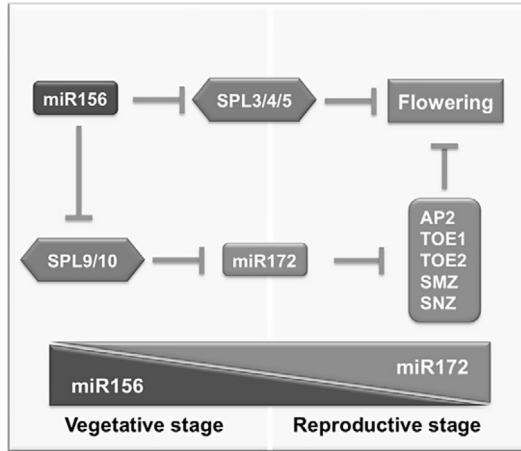 miR156
SPL3/4/5
Flowering
SPL9/10
miR172
AP2
TOE1
TOE2
SMZ
SNZ
miR172
miR156
Vegetative stage
Reproductive stage